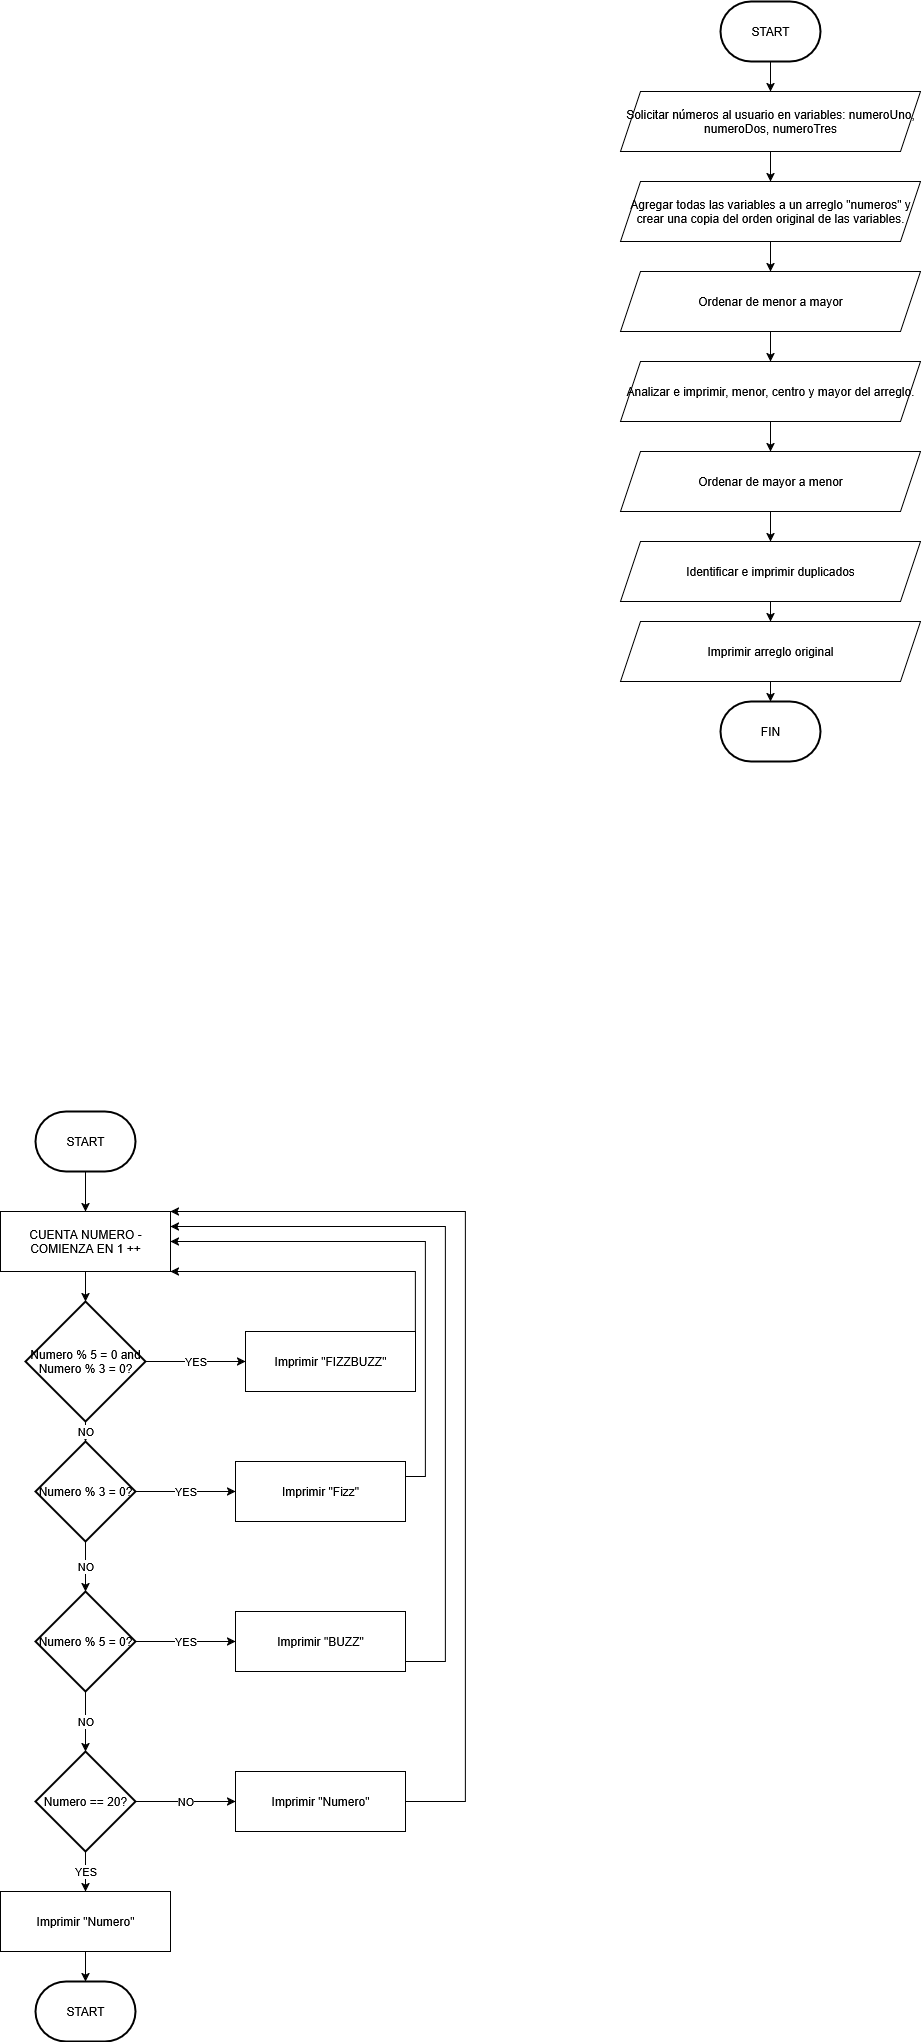 START
Solicitar números al usuario en variables: numeroUno,
numeroDos, numeroTres
Agregar todas las variables a un arreglo "numeros" y
crear una copia del orden original de las variables.
Ordenar de menor a mayor
Analizar e imprimir, menor, centro y mayor del arreglo.
Ordenar de mayor a menor
Identificar e imprimir duplicados
Imprimir arreglo original
FIN
START
CUENTA NUMERO -
COMIENZA EN 1 ++
Numero % 5 = 0 and
Numero % 3 = 0?
YES
Imprimir "FIZZBUZZ"
NO
Numero % 3 = 0?
YES
Imprimir "Fizz"
NO
Numero % 5 = 0?
YES
Imprimir "BUZZ"
NO
Numero == 20?
NO
Imprimir "Numero"
YES
Imprimir "Numero"
START